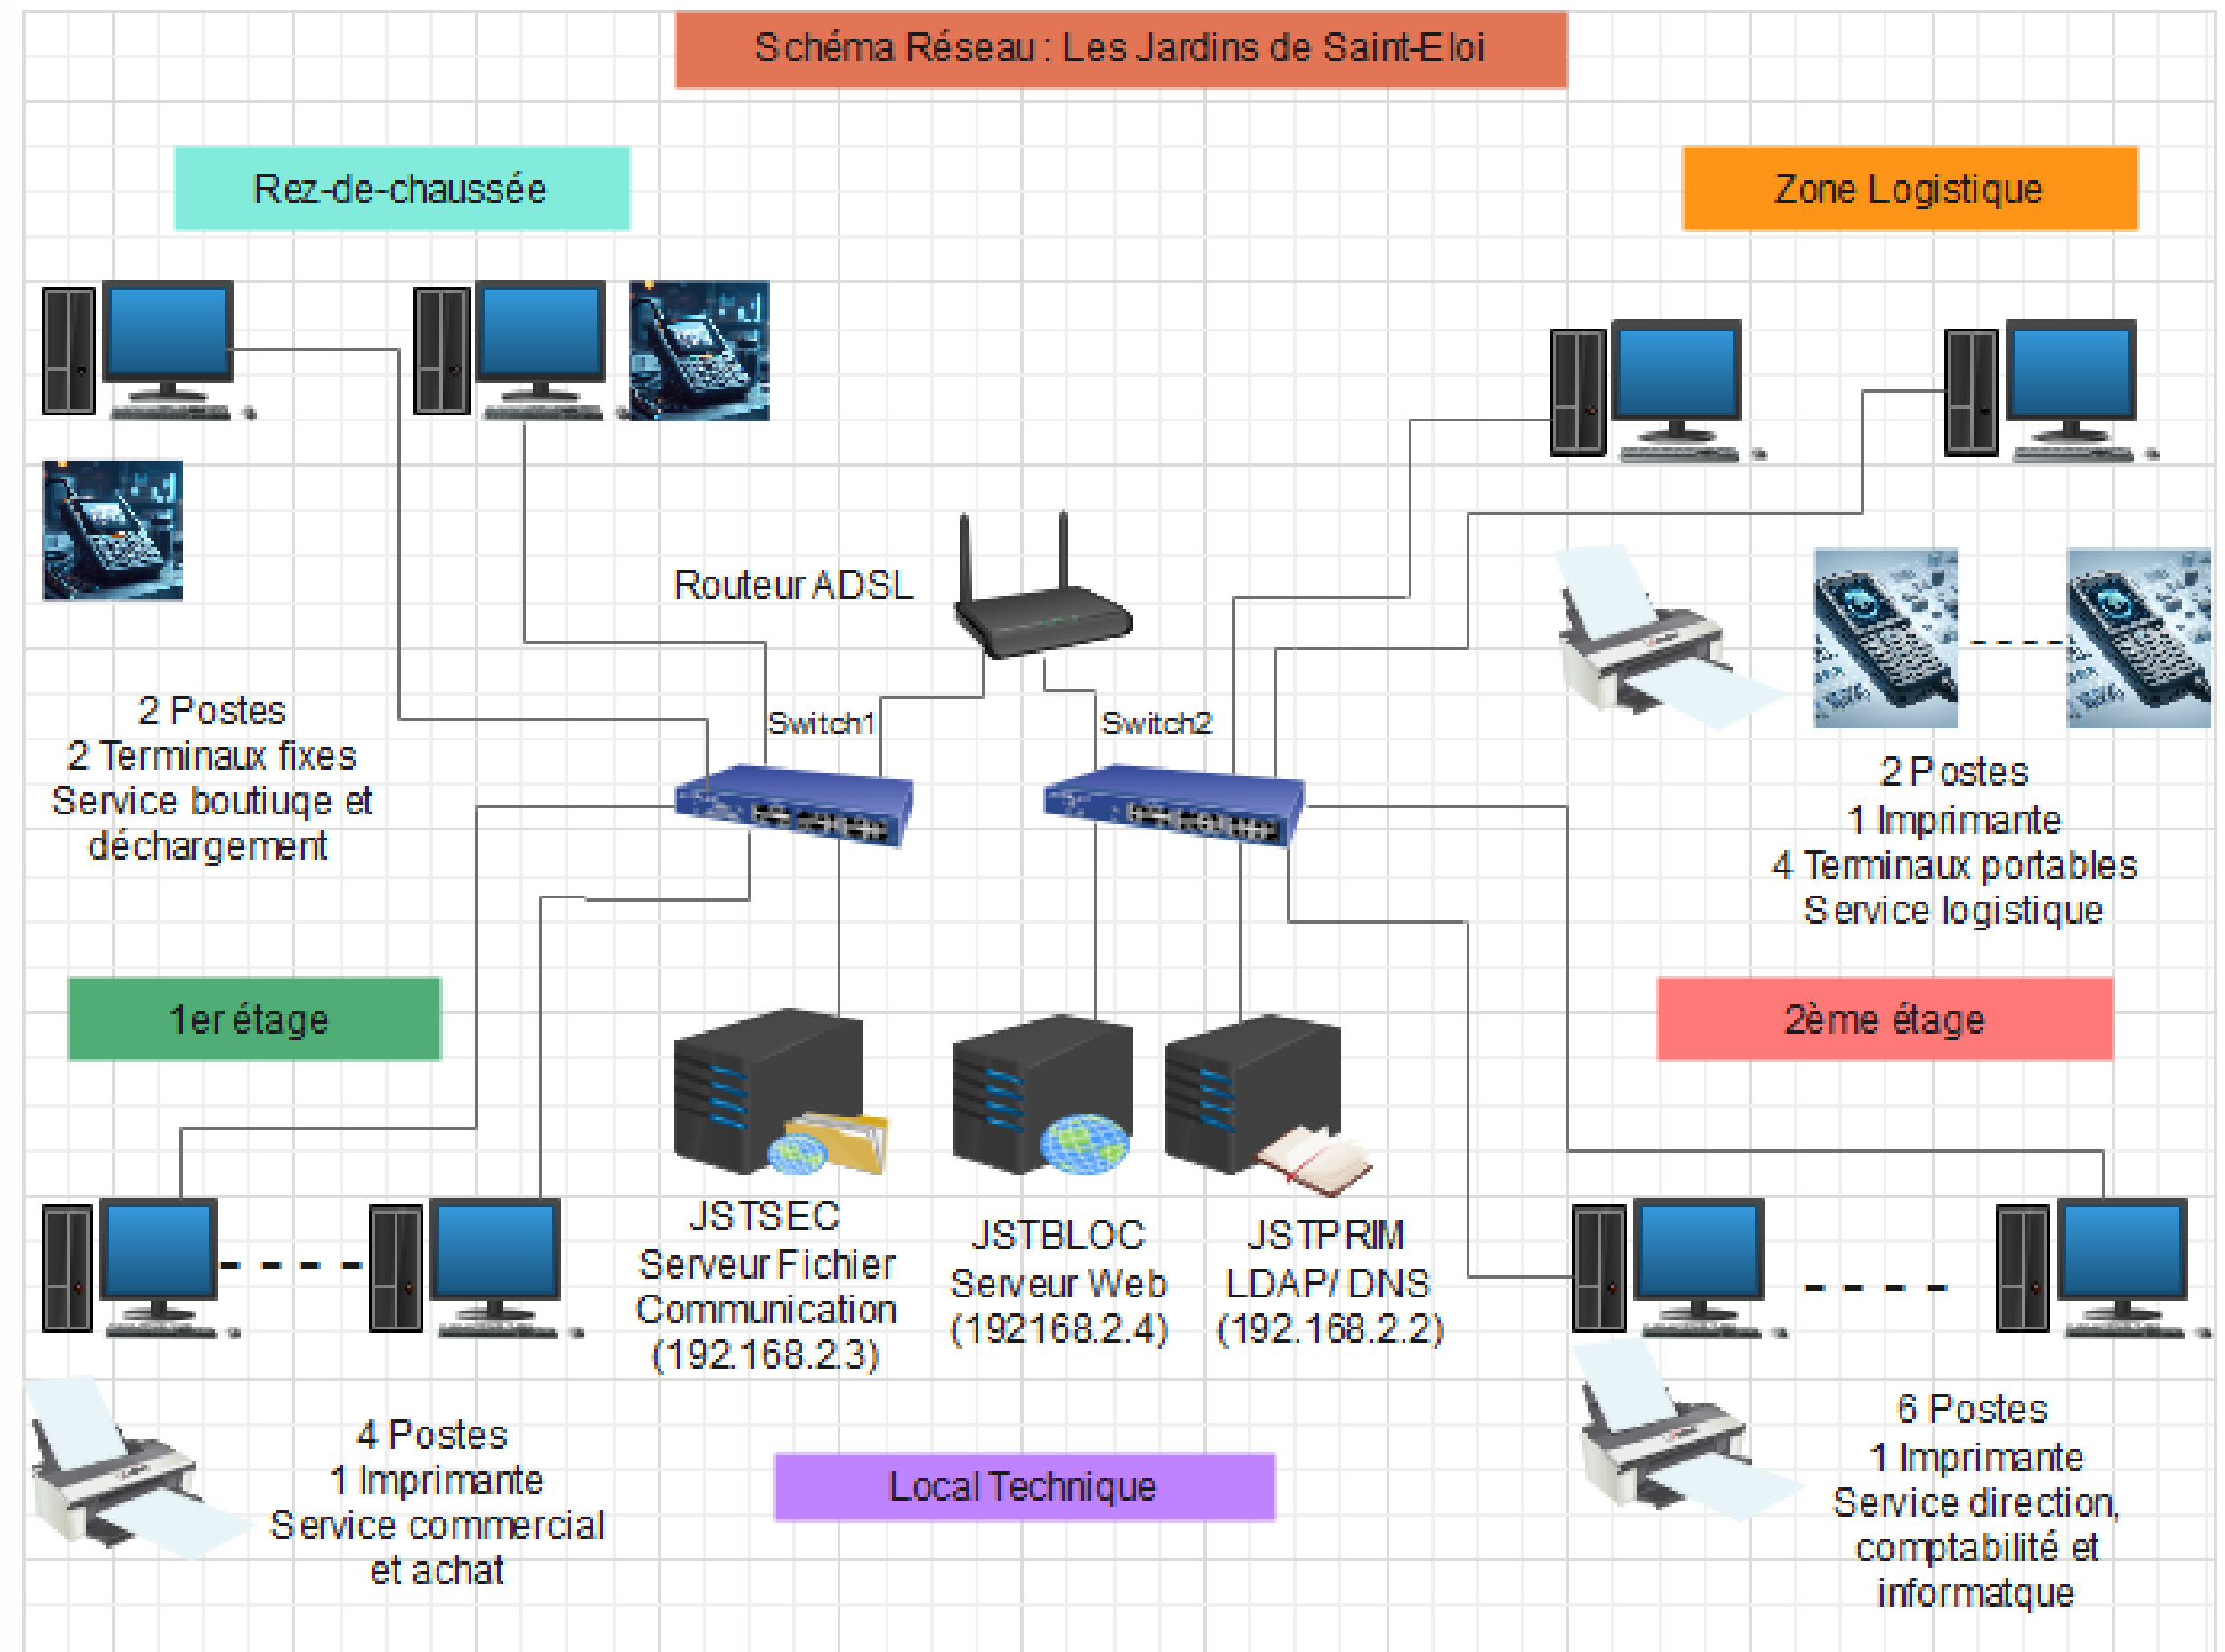 Schéma Réseau : Les Jardins de Saint-Eloi
Rez-de-chaussée
Zone Logistique
Routeur ADSL
Switch1
Switch2
2 Postes
2 Terminaux fixes
Service boutiuqe et
déchargement
2 Postes
1 Imprimante
4 Terminaux portables
Service logistique
1er étage
2ème étage
JSTSEC
Serveur Fichier
Communication
(192.168.2.3)
JSTBLOC
Serveur Web
(192168.2.4)
JSTPRIM
LDAP/ DNS
(192.168.2.2)
4 Postes
1 Imprimante
Service commercial
et achat
Local Technique
6 Postes
1 Imprimante
Service direction,
comptabilité et
informatque